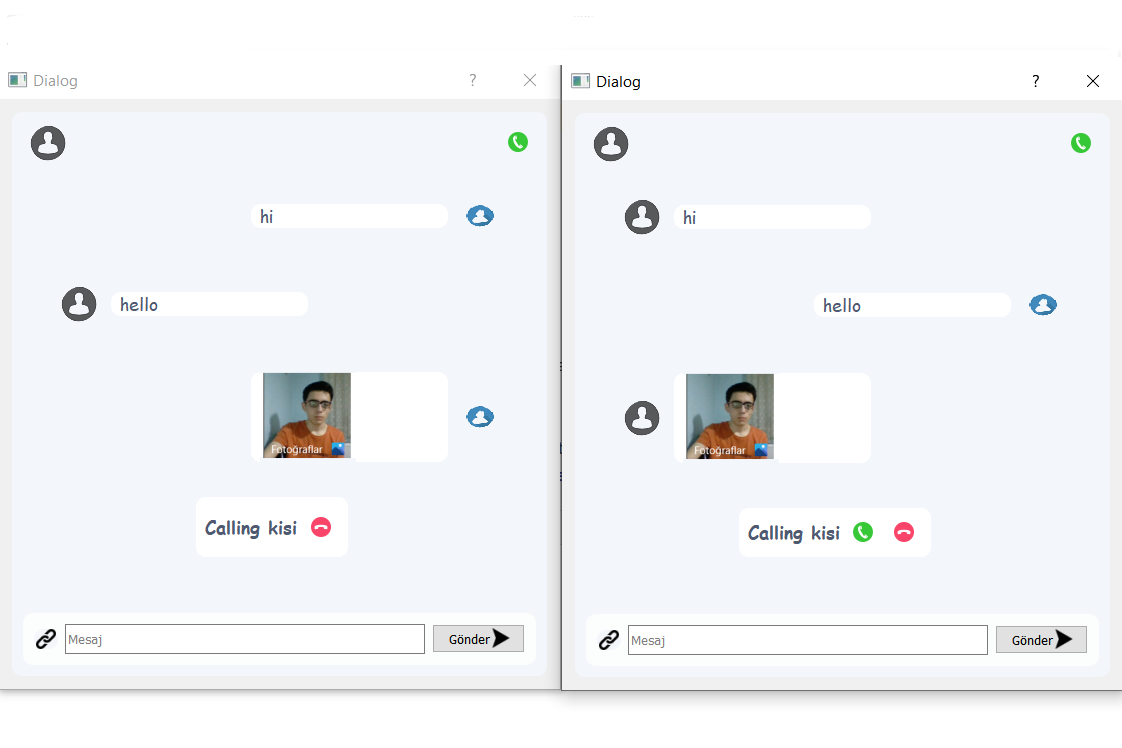 Dialog ?
hi
hello
Fotoğraflar
Calling kisi
Mesaj
Gönder
Dialog ?
hi
hello
Fotoğraflar
Calling kisi
Mesaj
Gönder